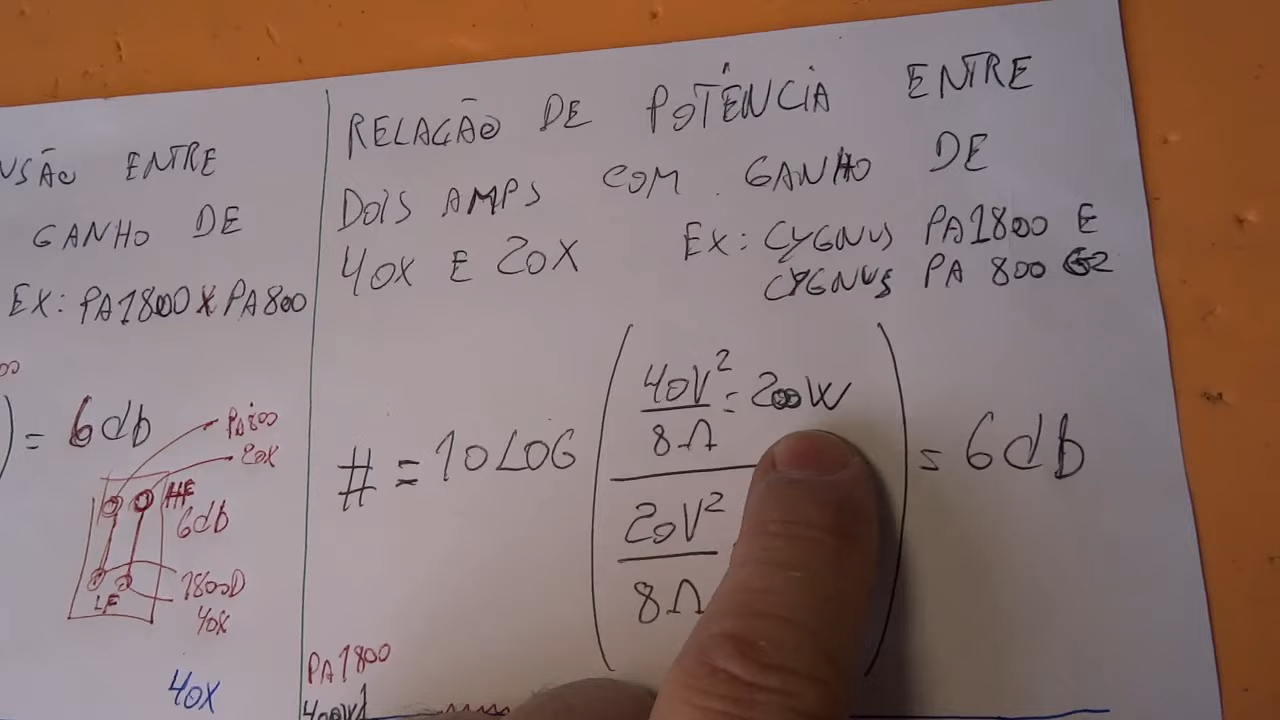 ENTRE
GANHO DE
EX: PA1800 X PA800
) = 6db
PA800
20X
HF
6db
1800D
40X
LF
40X
RELAÇÃO DE POTÊNCIA ENTRE
DOIS AMPS COM GANHO DE
40X E 20X
EX: CYGNUS PA1800 E
CYGNUS PA 800 G2
# = 10 LOG
40V² = 200W
8Ω
20V²
8Ω
= 6db
PA1800